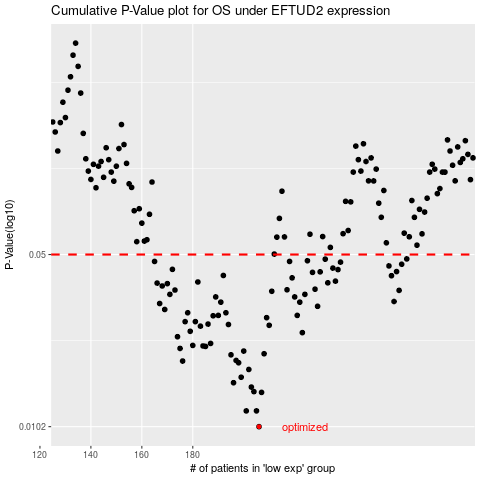 Cumulative P-Value plot for OS under EFTUD2 expression
P-Value(log10)
0.05
0.0102
optimized
120 140 160 180
# of patients in 'low exp' group